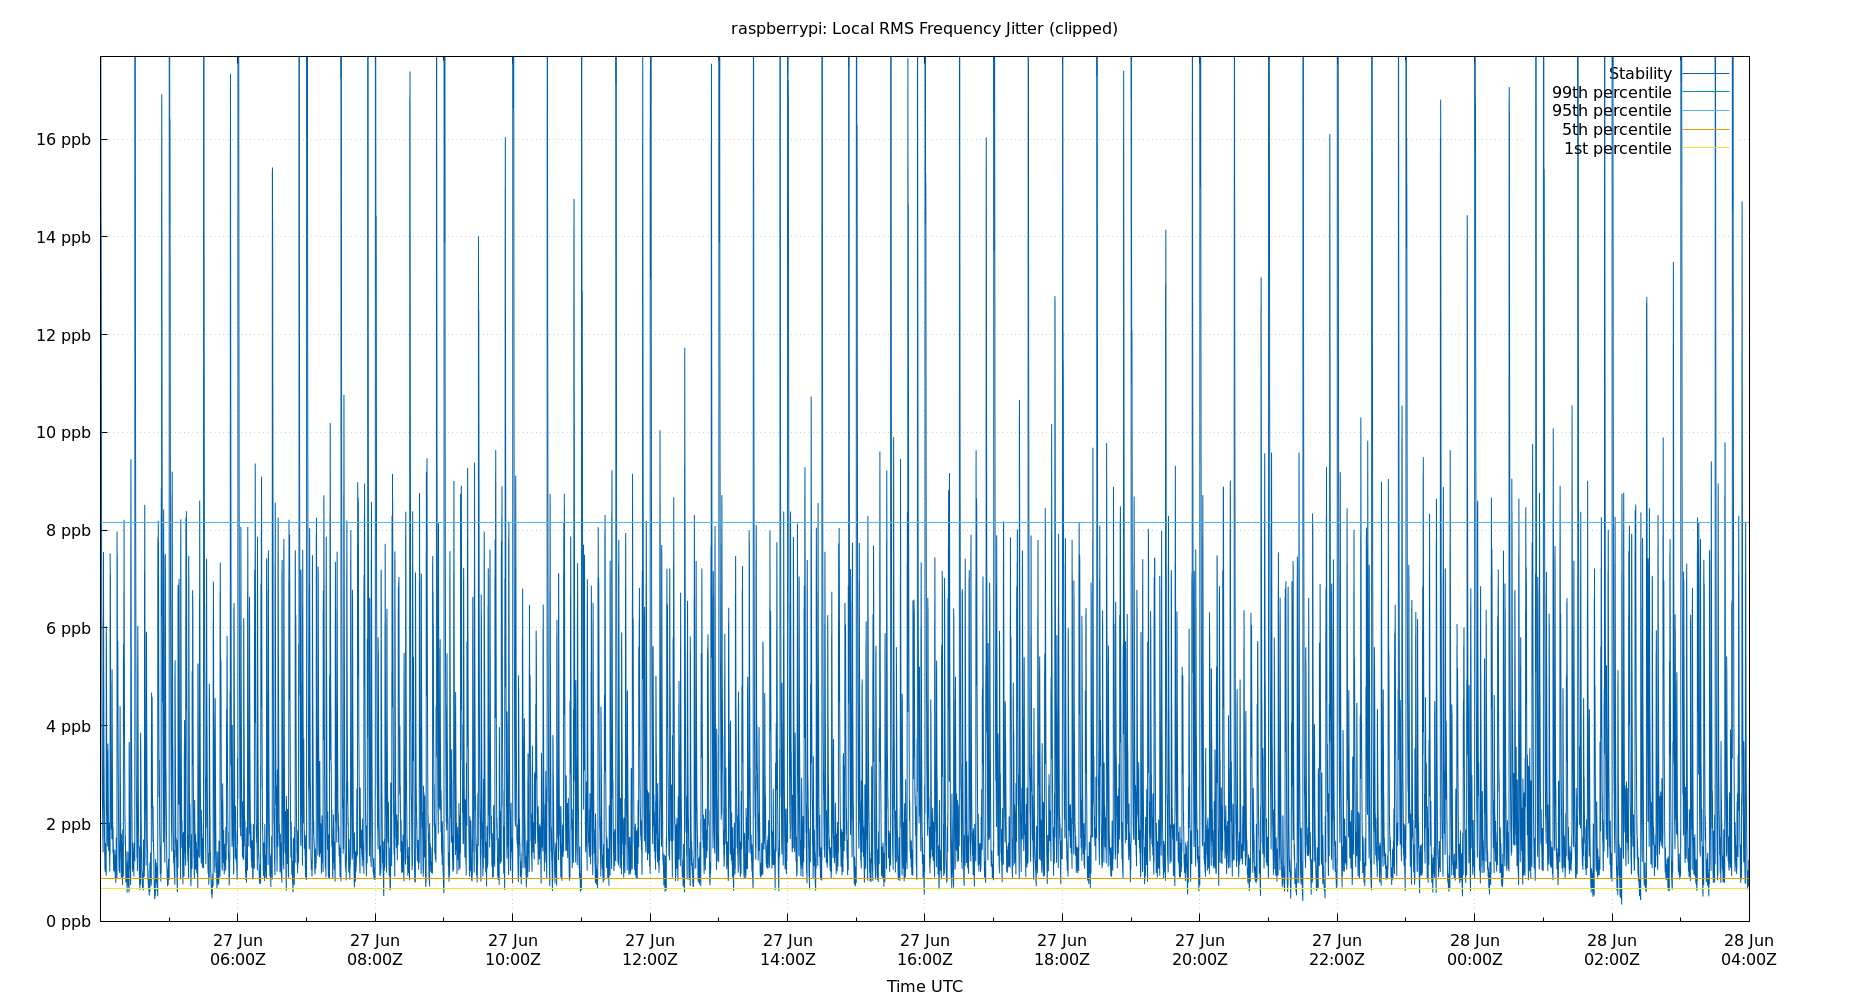 raspberrypi: Local RMS Frequency Jitter (clipped)
Stability
99th percentile
95th percentile
5th percentile
1st percentile
16 ppb
14 ppb
12 ppb
10 ppb
8 ppb
6 ppb
4 ppb
2 ppb
0 ppb
27 Jun 27 Jun 27 Jun 27 Jun 27 Jun 27 Jun 27 Jun 27 Jun 27 Jun 28 Jun 28 Jun 28 Jun
06:00Z 08:00Z 10:00Z 12:00Z 14:00Z 16:00Z 18:00Z 20:00Z 22:00Z 00:00Z 02:00Z 04:00Z
Time UTC